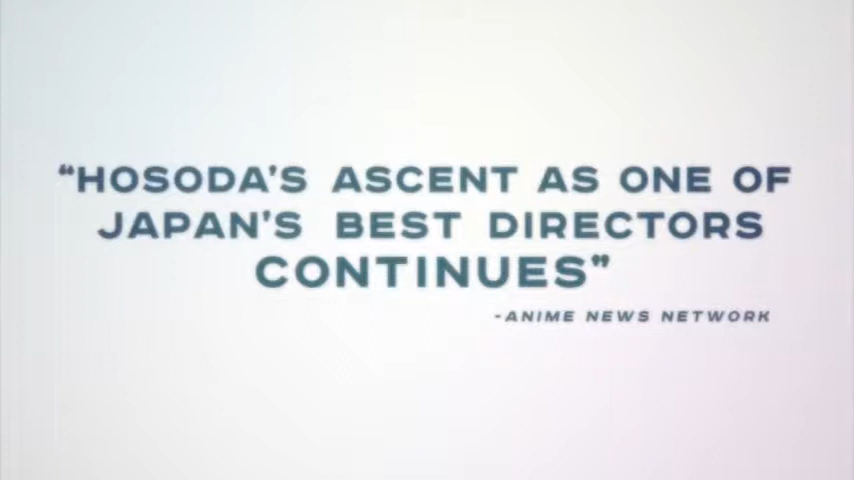 “HOSODA’S ASCENT AS ONE OF
JAPAN’S BEST DIRECTORS
CONTINUES”
-ANIME NEWS NETWORK